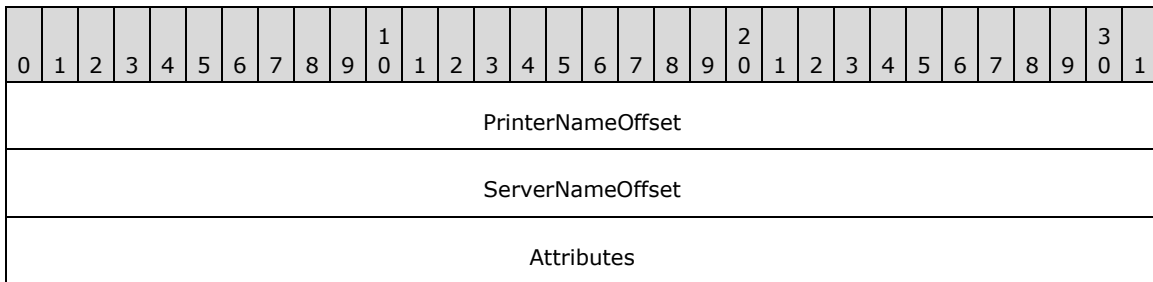 1 2 3
0 1 2 3 4 5 6 7 8 9 0 1 2 3 4 5 6 7 8 9 0 1 2 3 4 5 6 7 8 9 0 1
PrinterNameOffset
ServerNameOffset
Attributes